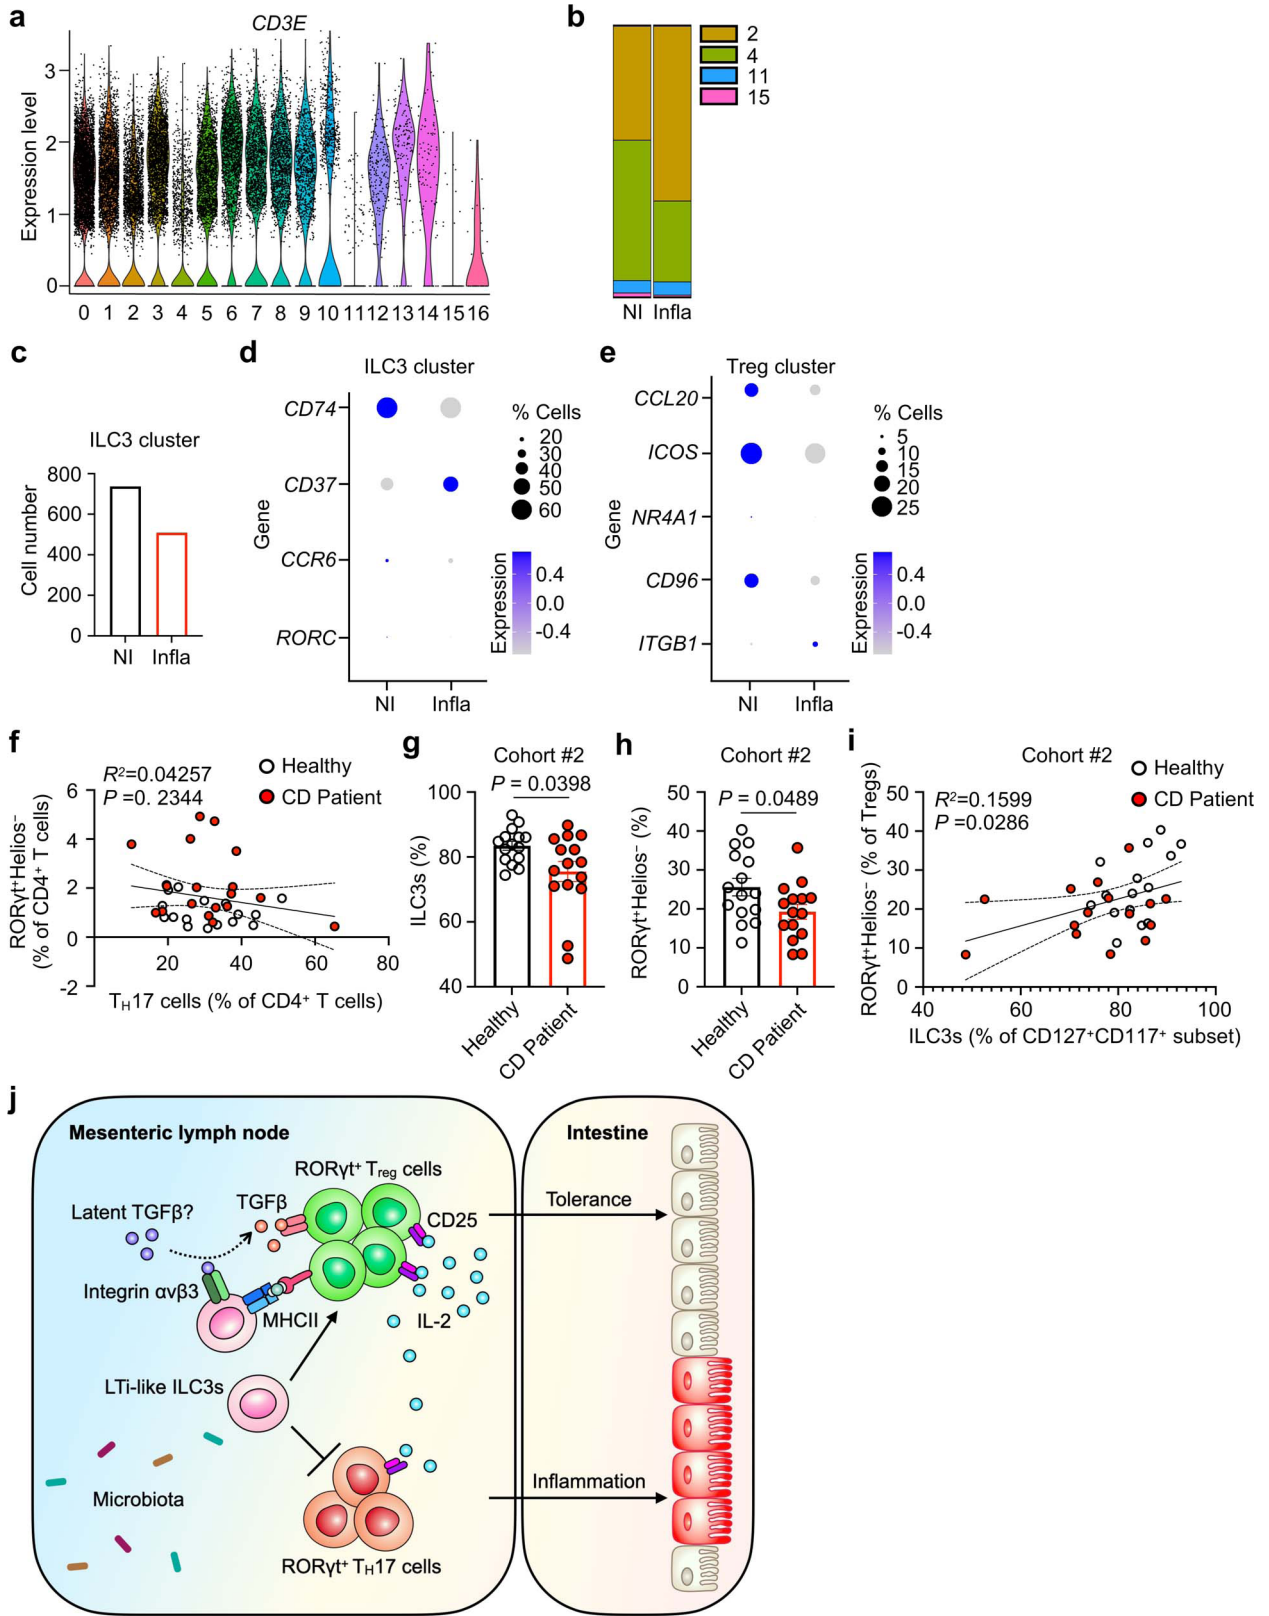 a
CD3E
Expression level
3
2
1
0
0 1 2 3 4 5 6 7 8 9 10 11 12 13 14 15 16
b
2
4
11
15
NI Infla
c
ILC3 cluster
Cell number
800
600
400
200
0
NI Infla
d
ILC3 cluster
Gene
CD74
CD37
CCR6
RORC
NI Infla
% Cells
20
30
40
50
60
Expression
0.4
0.0
-0.4
e
Treg cluster
Gene
CCL20
ICOS
NR4A1
CD96
ITGB1
NI Infla
% Cells
5
10
15
20
25
Expression
0.4
0.0
-0.4
f
R²=0.04257
P =0. 2344
Healthy
CD Patient
RORγt⁺Helios⁻
(% of CD4⁺ T cells)
6
4
2
0
-2
20 40 60 80
T_H17 cells (% of CD4⁺ T cells)
g
Cohort #2
P = 0.0398
ILC3s (%)
100
80
60
40
Healthy
CD Patient
h
Cohort #2
P = 0.0489
RORγt⁺Helios⁻ (%)
50
40
30
20
10
0
Healthy
CD Patient
i
Cohort #2
Healthy
CD Patient
R²=0.1599
P =0.0286
RORγt⁺Helios⁻ (% of Tregs)
50
40
30
20
10
0
40 60 80 100
ILC3s (% of CD127⁺CD117⁺ subset)
j
Mesenteric lymph node
Intestine
RORγt⁺ T_reg cells
Latent TGFβ?
TGFβ
CD25
Tolerance
Integrin αvβ3
MHCII
IL-2
LTi-like ILC3s
Microbiota
Inflammation
RORγt⁺ T_H17 cells